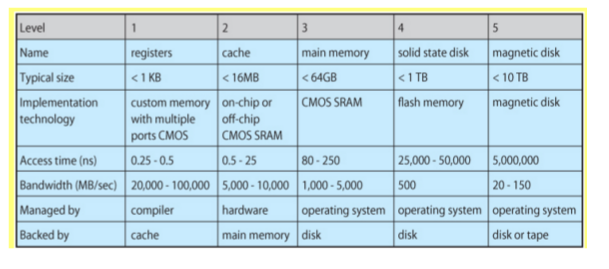 Level 1 2 3 4 5
Name registers cache main memory solid state disk magnetic disk
Typical size < 1 KB < 16MB < 64GB < 1 TB < 10 TB
Implementation custom memory on-chip or CMOS SRAM flash memory magnetic disk
technology with multiple off-chip
ports CMOS CMOS SRAM
Access time (ns) 0.25 - 0.5 0.5 - 25 80 - 250 25,000 - 50,000 5,000,000
Bandwidth (MB/sec) 20,000 - 100,000 5,000 - 10,000 1,000 - 5,000 500 20 - 150
Managed by compiler hardware operating system operating system operating system
Backed by cache main memory disk disk disk or tape